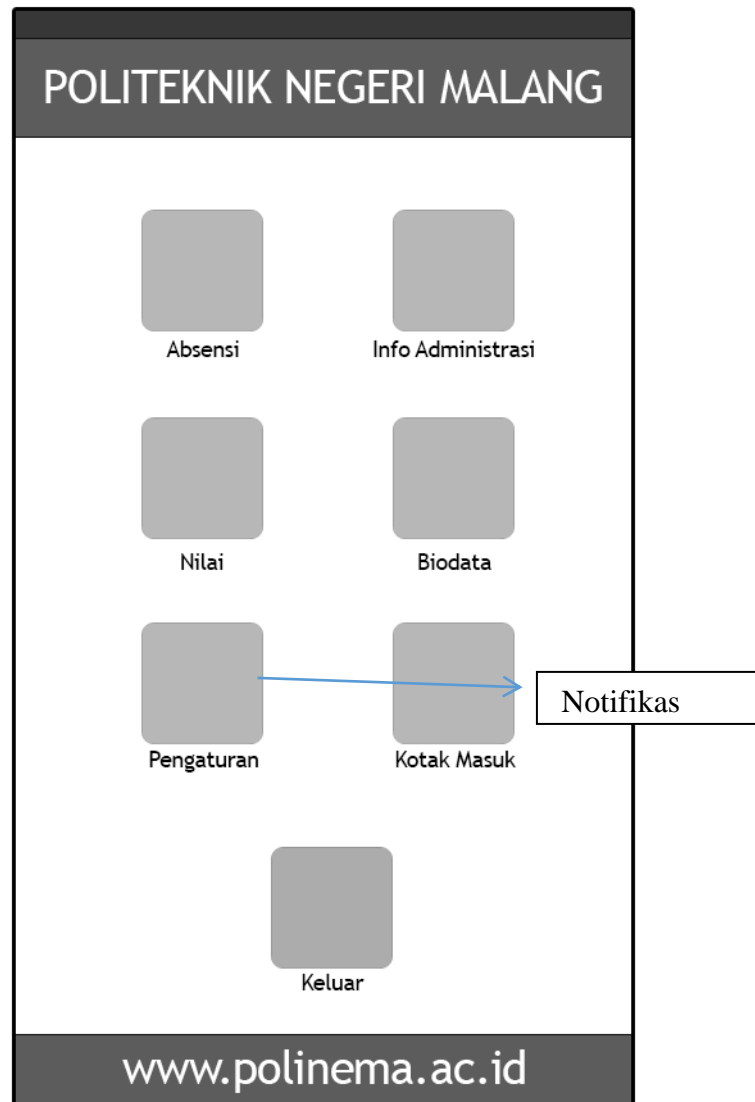 POLITEKNIK NEGERI MALANG
Absensi
Info Administrasi
Nilai
Biodata
Pengaturan
Kotak Masuk
Notifikas
Keluar
www.polinema.ac.id